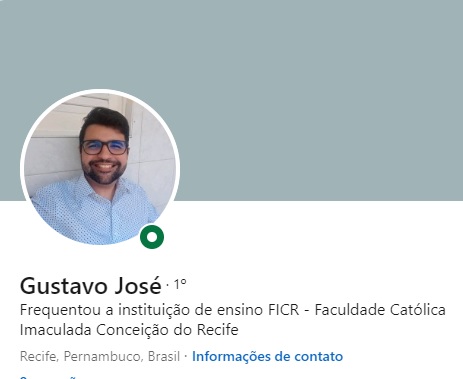 Gustavo José · 1º
Frequentou a instituição de ensino FICR - Faculdade Católica
Imaculada Conceição do Recife
Recife, Pernambuco, Brasil · Informações de contato